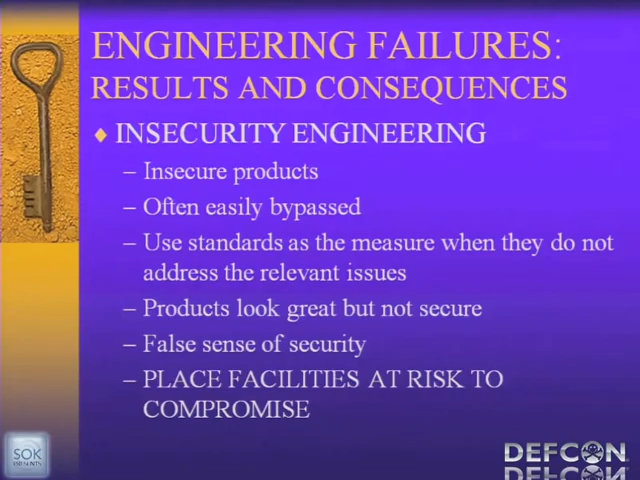 ENGINEERING FAILURES:
RESULTS AND CONSEQUENCES
♦ INSECURITY ENGINEERING
– Insecure products
– Often easily bypassed
– Use standards as the measure when they do not
address the relevant issues
– Products look great but not secure
– False sense of security
– PLACE FACILITIES AT RISK TO
COMPROMISE
SOK
PRESENTS
DEFCON